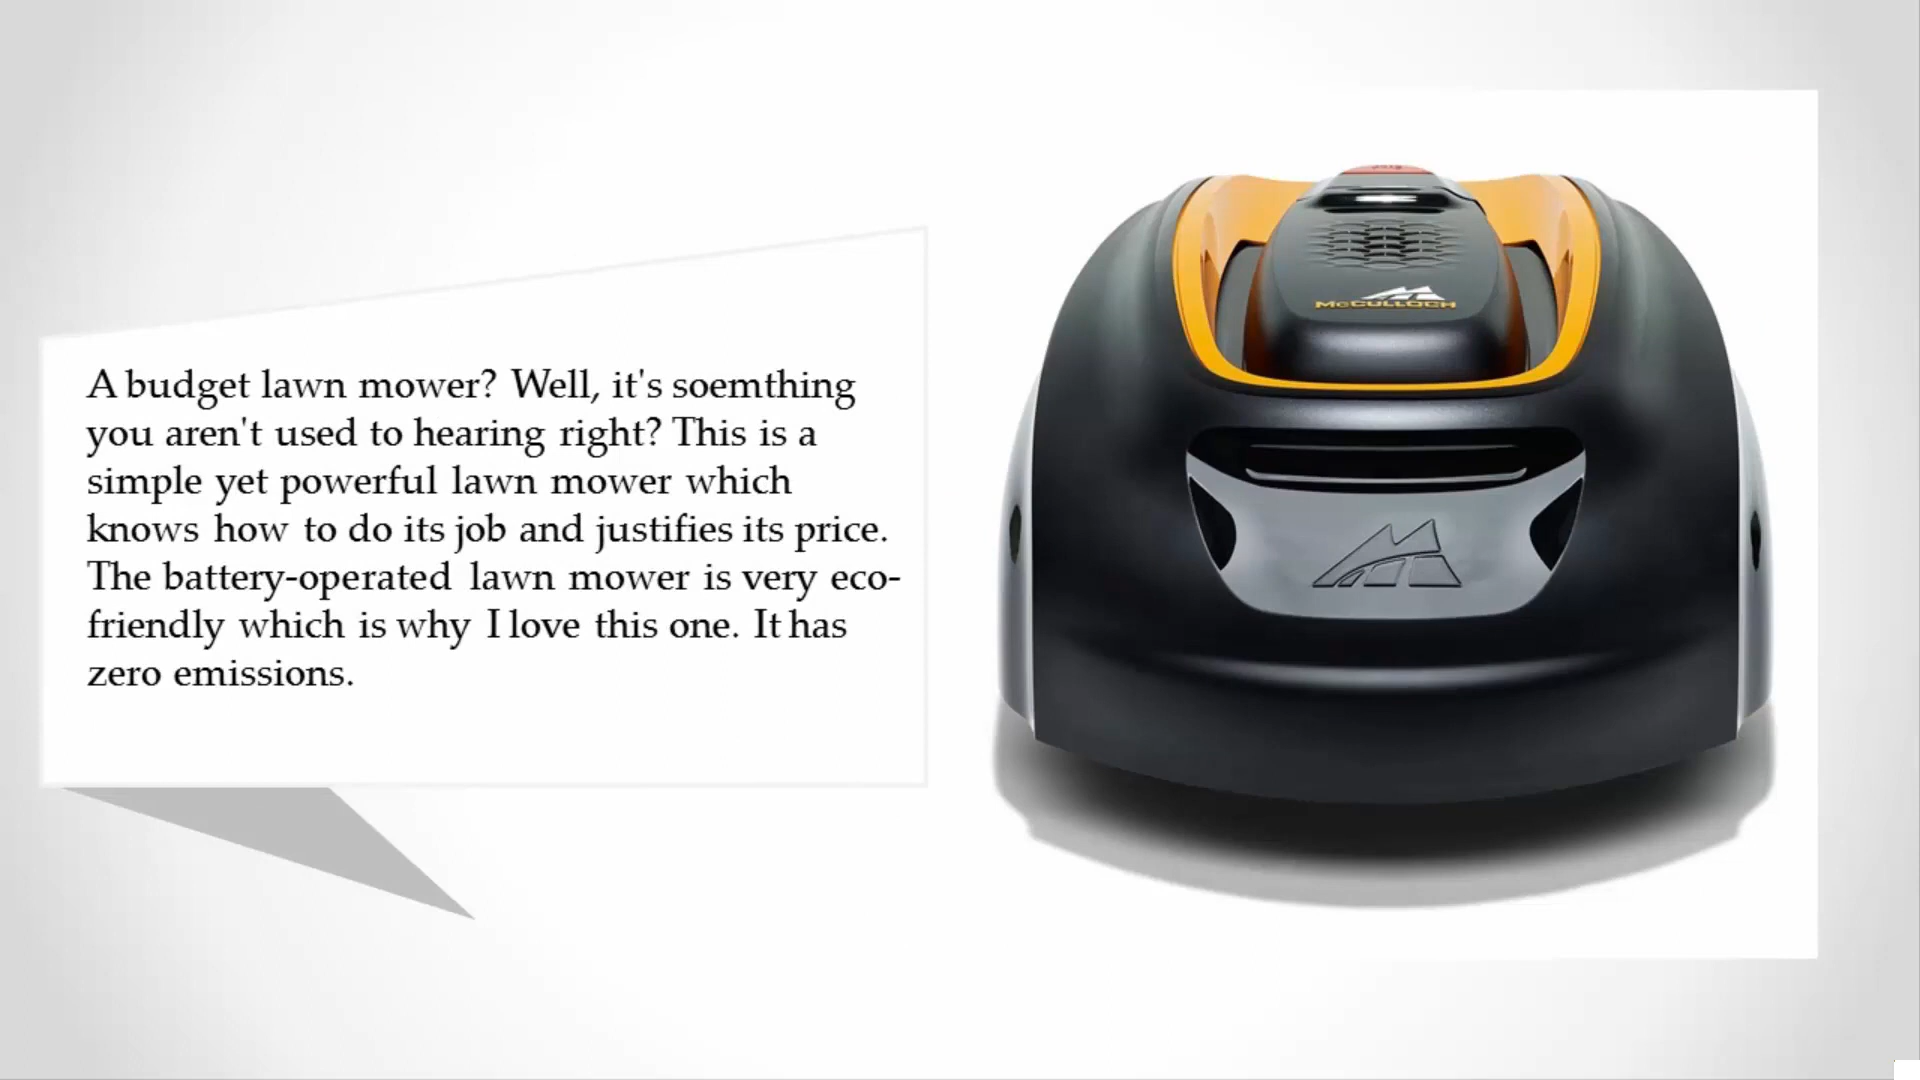 A budget lawn mower? Well, it's soemthing
you aren't used to hearing right? This is a
simple yet powerful lawn mower which
knows how to do its job and justifies its price.
The battery-operated lawn mower is very eco-
friendly which is why I love this one. It has
zero emissions.
McCULLOCH